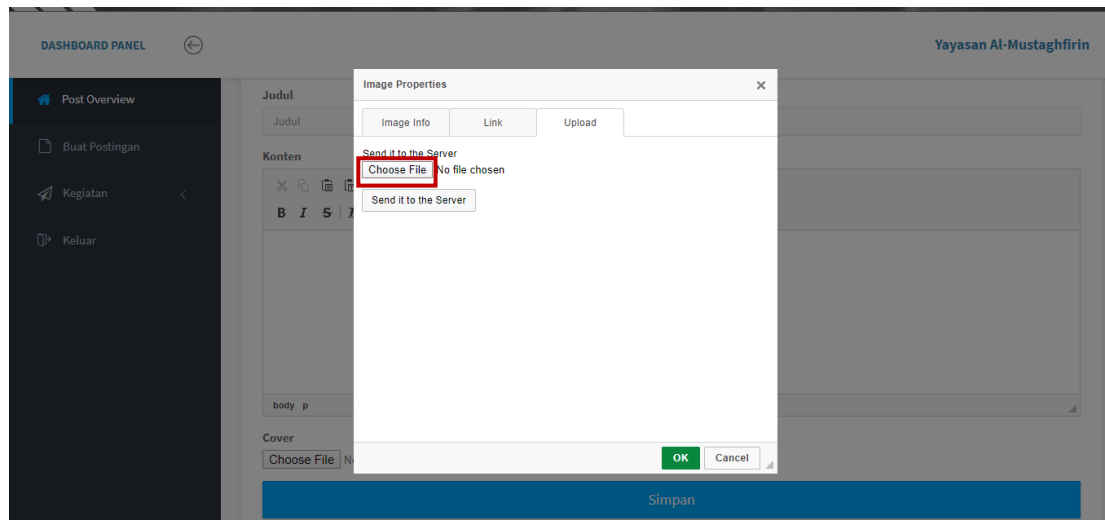 DASHBOARD PANEL
Yayasan Al-Mustaghfirin
Post Overview
Buat Postingan
Kegiatan
Keluar
Judul
Judul
Konten
B I S
body p
Cover
Choose File
Simpan
Image Properties
Image Info Link Upload
Send it to the Server
Choose File No file chosen
Send it to the Server
OK Cancel